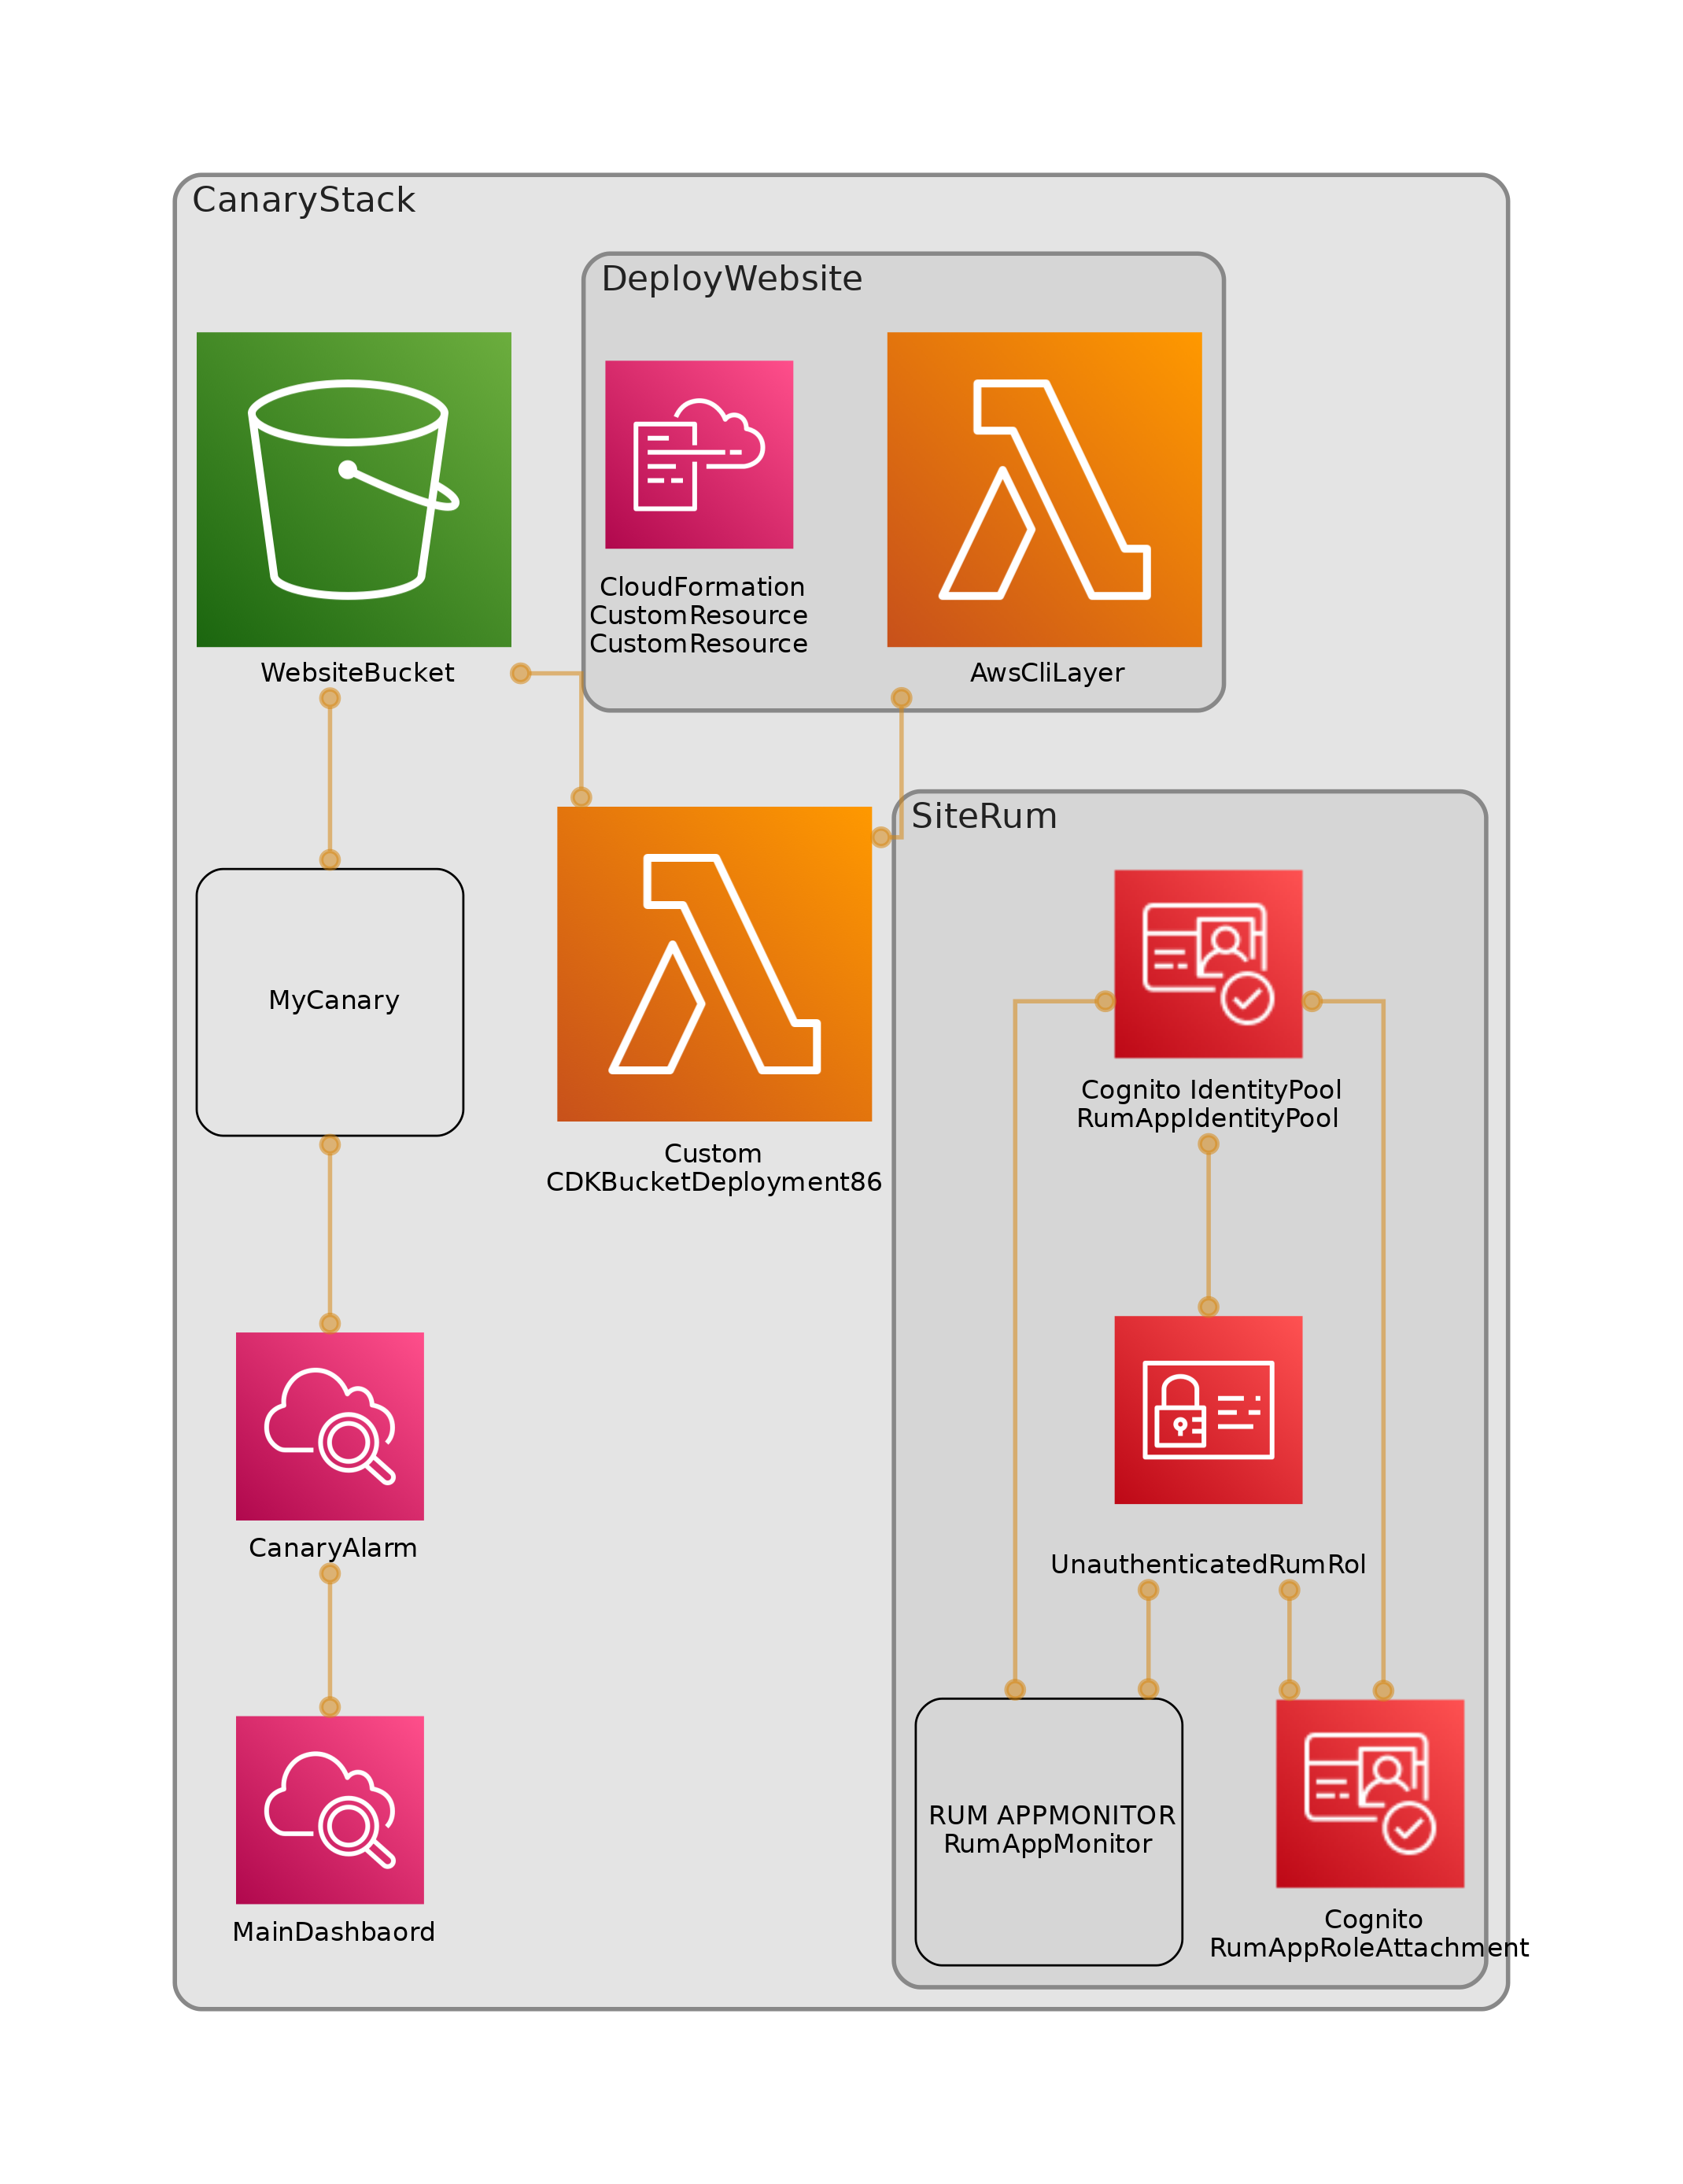 CanaryStack
DeployWebsite
CloudFormation
CustomResource
CustomResource
WebsiteBucket
AwsCliLayer
SiteRum
MyCanary
Cognito IdentityPool
RumAppIdentityPool
Custom
CDKBucketDeployment86
CanaryAlarm
UnauthenticatedRumRol
RUM APPMONITOR
RumAppMonitor
MainDashbaord
Cognito
RumAppRoleAttachment